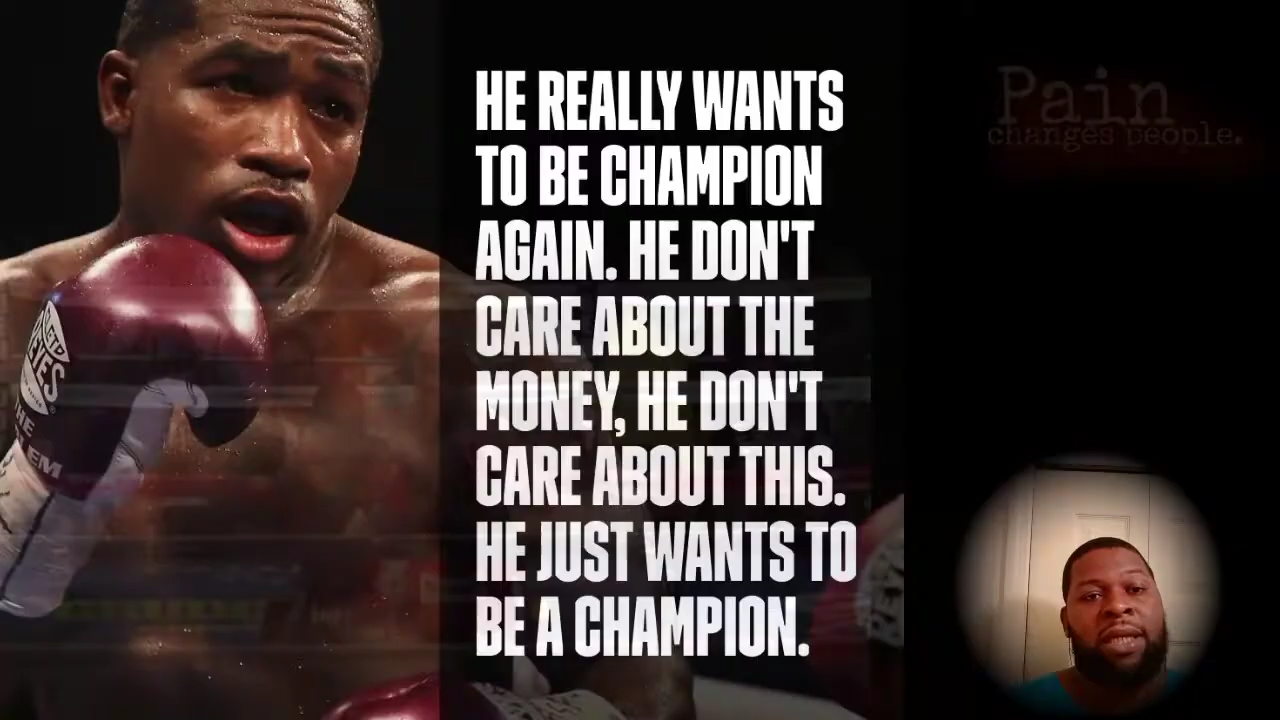 HE REALLY WANTS
TO BE CHAMPION
AGAIN. HE DON'T
CARE ABOUT THE
MONEY, HE DON'T
CARE ABOUT THIS.
HE JUST WANTS TO
BE A CHAMPION.
Pain
changes people.